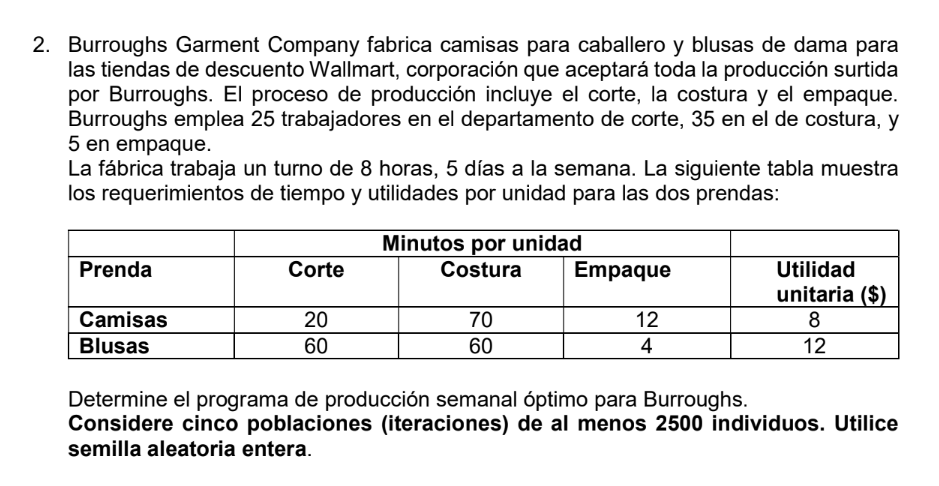 2. Burroughs Garment Company fabrica camisas para caballero y blusas de dama para
las tiendas de descuento Wallmart, corporación que aceptará toda la producción surtida
por Burroughs. El proceso de producción incluye el corte, la costura y el empaque.
Burroughs emplea 25 trabajadores en el departamento de corte, 35 en el de costura, y
5 en empaque.
La fábrica trabaja un turno de 8 horas, 5 días a la semana. La siguiente tabla muestra
los requerimientos de tiempo y utilidades por unidad para las dos prendas:
Minutos por unidad
Prenda Corte Costura Empaque Utilidad
unitaria ($)
Camisas 20 70 12 8
Blusas 60 60 4 12
Determine el programa de producción semanal óptimo para Burroughs.
Considere cinco poblaciones (iteraciones) de al menos 2500 individuos. Utilice
semilla aleatoria entera.